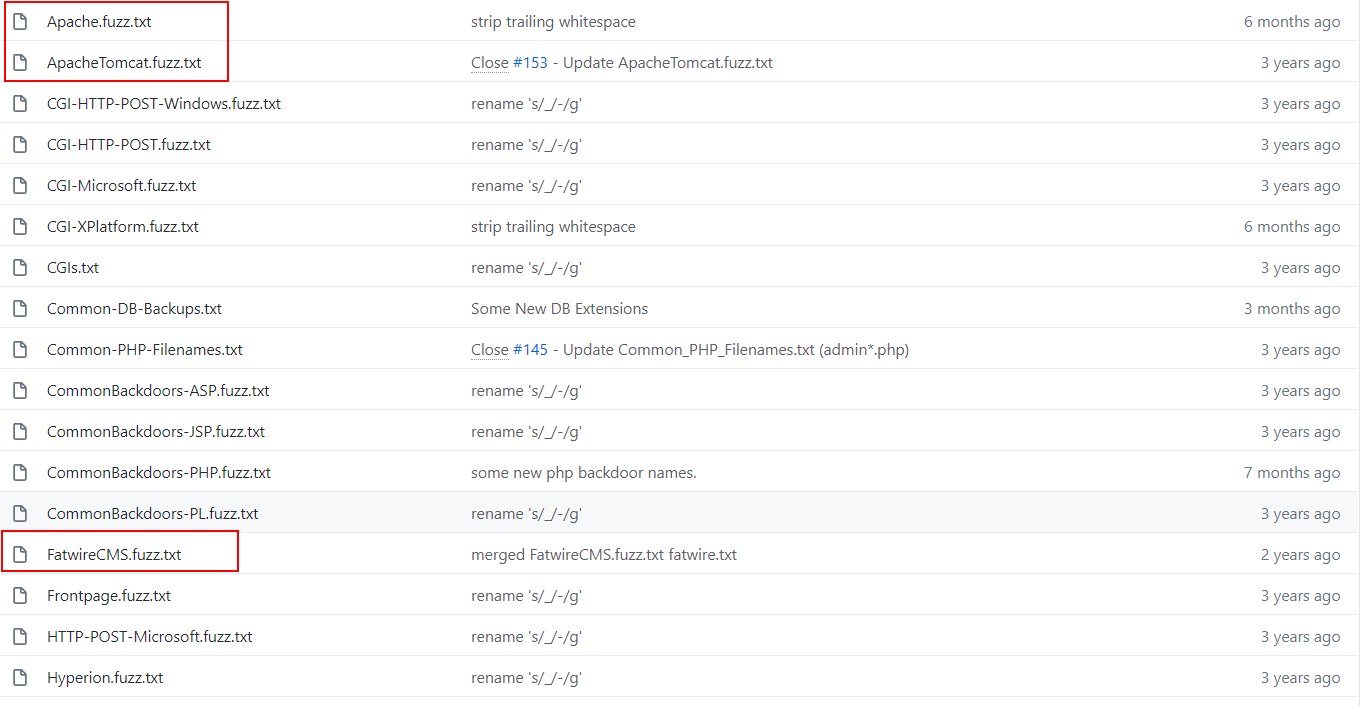 Apache.fuzz.txt strip trailing whitespace 6 months ago
ApacheTomcat.fuzz.txt Close #153 - Update ApacheTomcat.fuzz.txt 3 years ago
CGI-HTTP-POST-Windows.fuzz.txt rename 's/_/-/g' 3 years ago
CGI-HTTP-POST.fuzz.txt rename 's/_/-/g' 3 years ago
CGI-Microsoft.fuzz.txt rename 's/_/-/g' 3 years ago
CGI-XPlatform.fuzz.txt strip trailing whitespace 6 months ago
CGIs.txt rename 's/_/-/g' 3 years ago
Common-DB-Backups.txt Some New DB Extensions 3 months ago
Common-PHP-Filenames.txt Close #145 - Update Common_PHP_Filenames.txt (admin*.php) 3 years ago
CommonBackdoors-ASP.fuzz.txt rename 's/_/-/g' 3 years ago
CommonBackdoors-JSP.fuzz.txt rename 's/_/-/g' 3 years ago
CommonBackdoors-PHP.fuzz.txt some new php backdoor names. 7 months ago
CommonBackdoors-PL.fuzz.txt rename 's/_/-/g' 3 years ago
FatwireCMS.fuzz.txt merged FatwireCMS.fuzz.txt fatwire.txt 2 years ago
Frontpage.fuzz.txt rename 's/_/-/g' 3 years ago
HTTP-POST-Microsoft.fuzz.txt rename 's/_/-/g' 3 years ago
Hyperion.fuzz.txt rename 's/_/-/g' 3 years ago